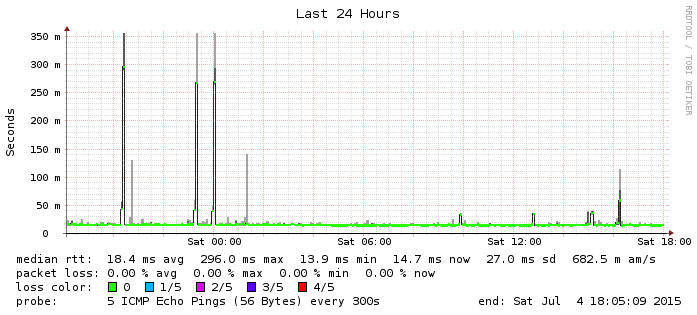 Last 24 Hours
RRDTOOL / TOBI OETIKER
Seconds
350 m
300 m
250 m
200 m
150 m
100 m
50 m
0
Sat 00:00 Sat 06:00 Sat 12:00 Sat 18:00
median rtt: 18.4 ms avg 296.0 ms max 13.9 ms min 14.7 ms now 27.0 ms sd 682.5 m am/s
packet loss: 0.00 % avg 0.00 % max 0.00 % min 0.00 % now
loss color: 0 1/5 2/5 3/5 4/5
probe: 5 ICMP Echo Pings (56 Bytes) every 300s end: Sat Jul 4 18:05:09 2015